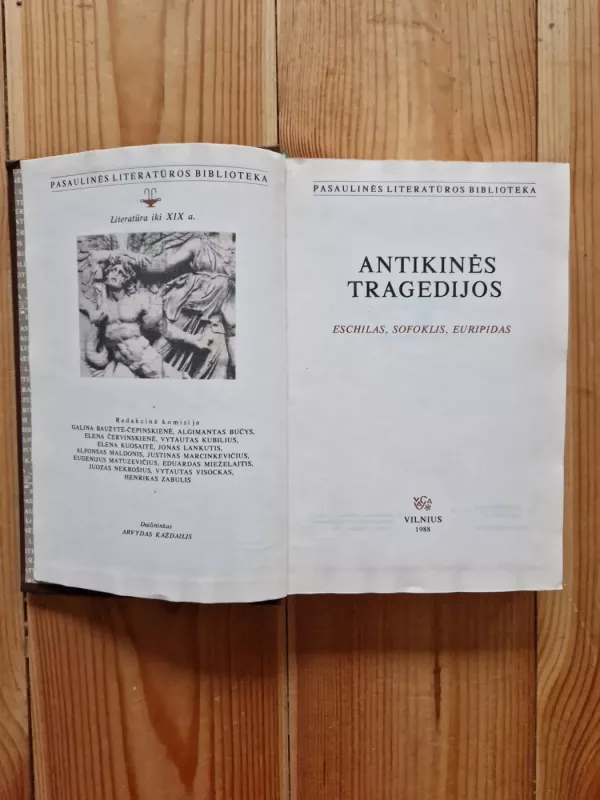 PASAULINĖS LITERATŪROS BIBLIOTEKA
Literatūra iki XIX a.
Redakcinė komisija
GALINA BAUŽYTĖ-ČEPINSKIENĖ, ALGIMANTAS BUČYS,
ELENA ČERVINSKIENĖ, VYTAUTAS KUBILIUS,
ELENA KUOSAITĖ, JONAS LANKUTIS,
ALFONSAS MALDONIS, JUSTINAS MARCINKEVIČIUS,
EUGENIJUS MATUZEVIČIUS, EDUARDAS MIEŽELAITIS,
JUOZAS NEKROŠIUS, VYTAUTAS VISOCKAS,
HENRIKAS ZABULIS
Dailininkas
ARVYDAS KAŽDAILIS
PASAULINĖS LITERATŪROS BIBLIOTEKA
ANTIKINĖS
TRAGEDIJOS
ESCHILAS, SOFOKLIS, EURIPIDAS
VILNIUS
1988